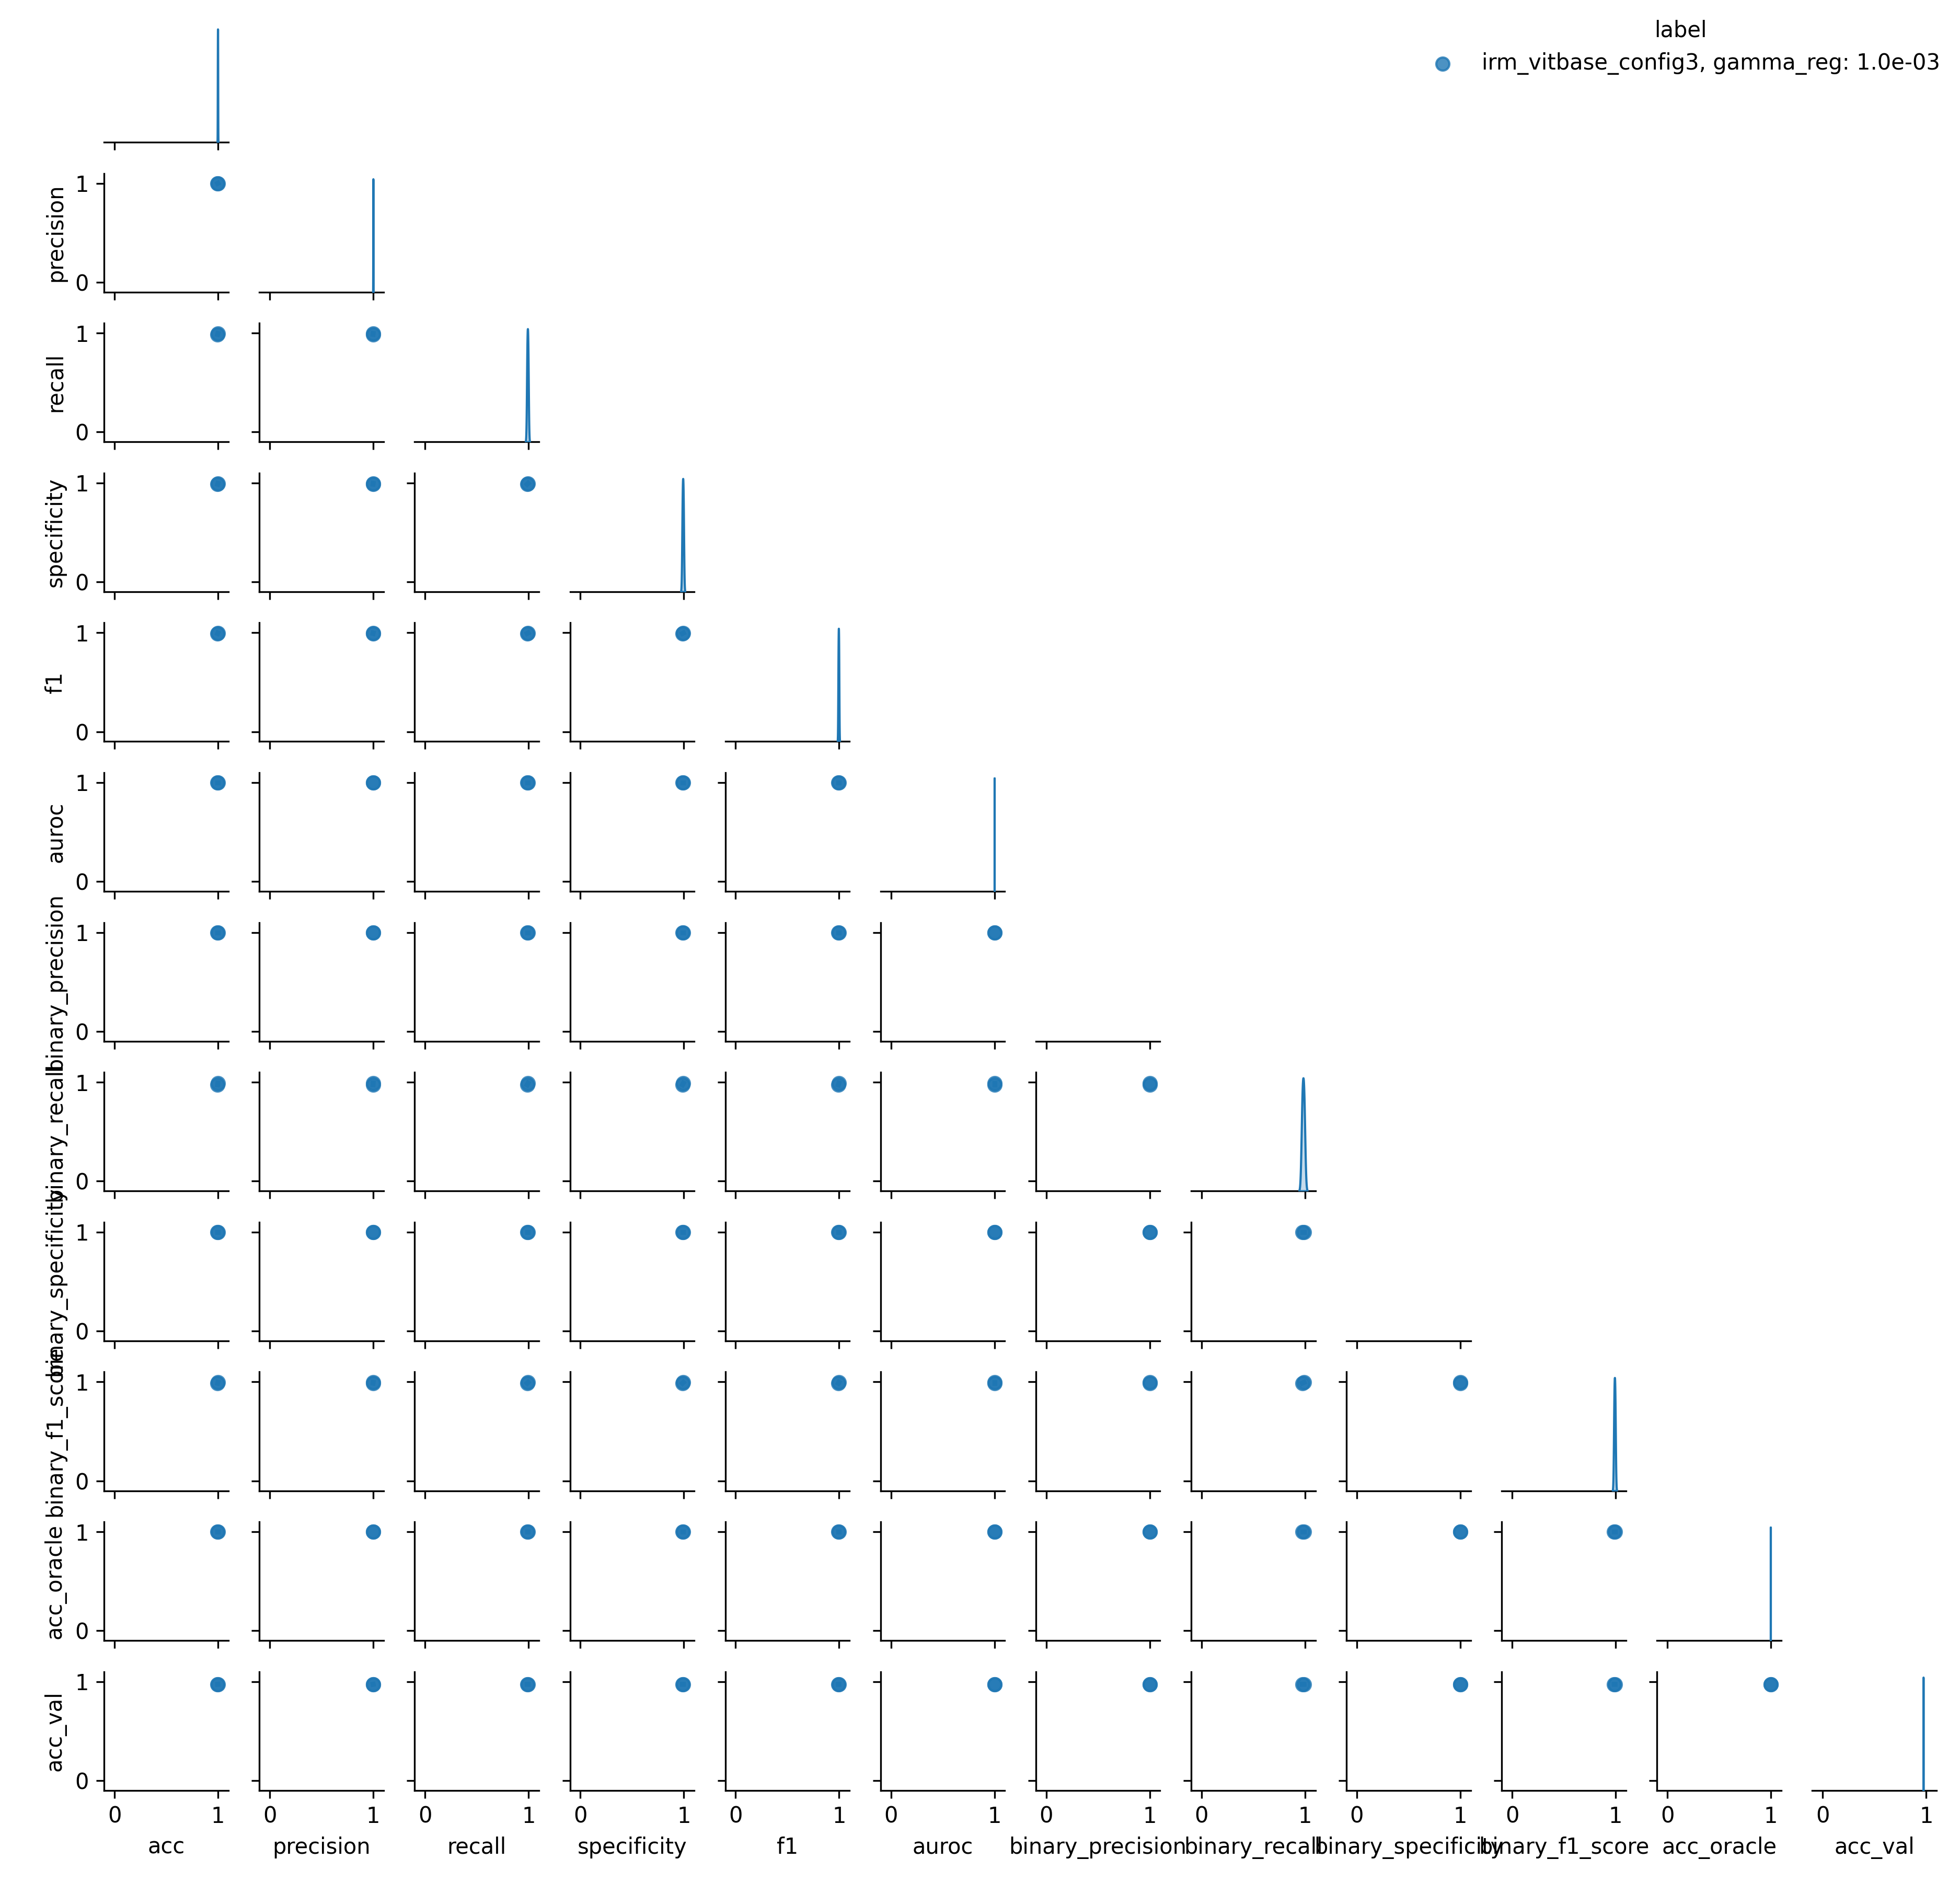 label
irm_vitbase_config3, gamma_reg: 1.0e-03
1
precision
0
1
recall
0
1
specificity
0
1
f1
0
1
auroc
0
1
binary_precision
0
1
binary_recall
0
1
binary_specificity
0
1
binary_f1_score
0
1
acc_oracle
0
1
acc_val
0
0 1 0 1 0 1 0 1 0 1 0 1 0 1 0 1 0 1 0 1 0 1 0 1
acc precision recall specificity f1 auroc binary_precision binary_recall binary_specificity binary_f1_score acc_oracle acc_val